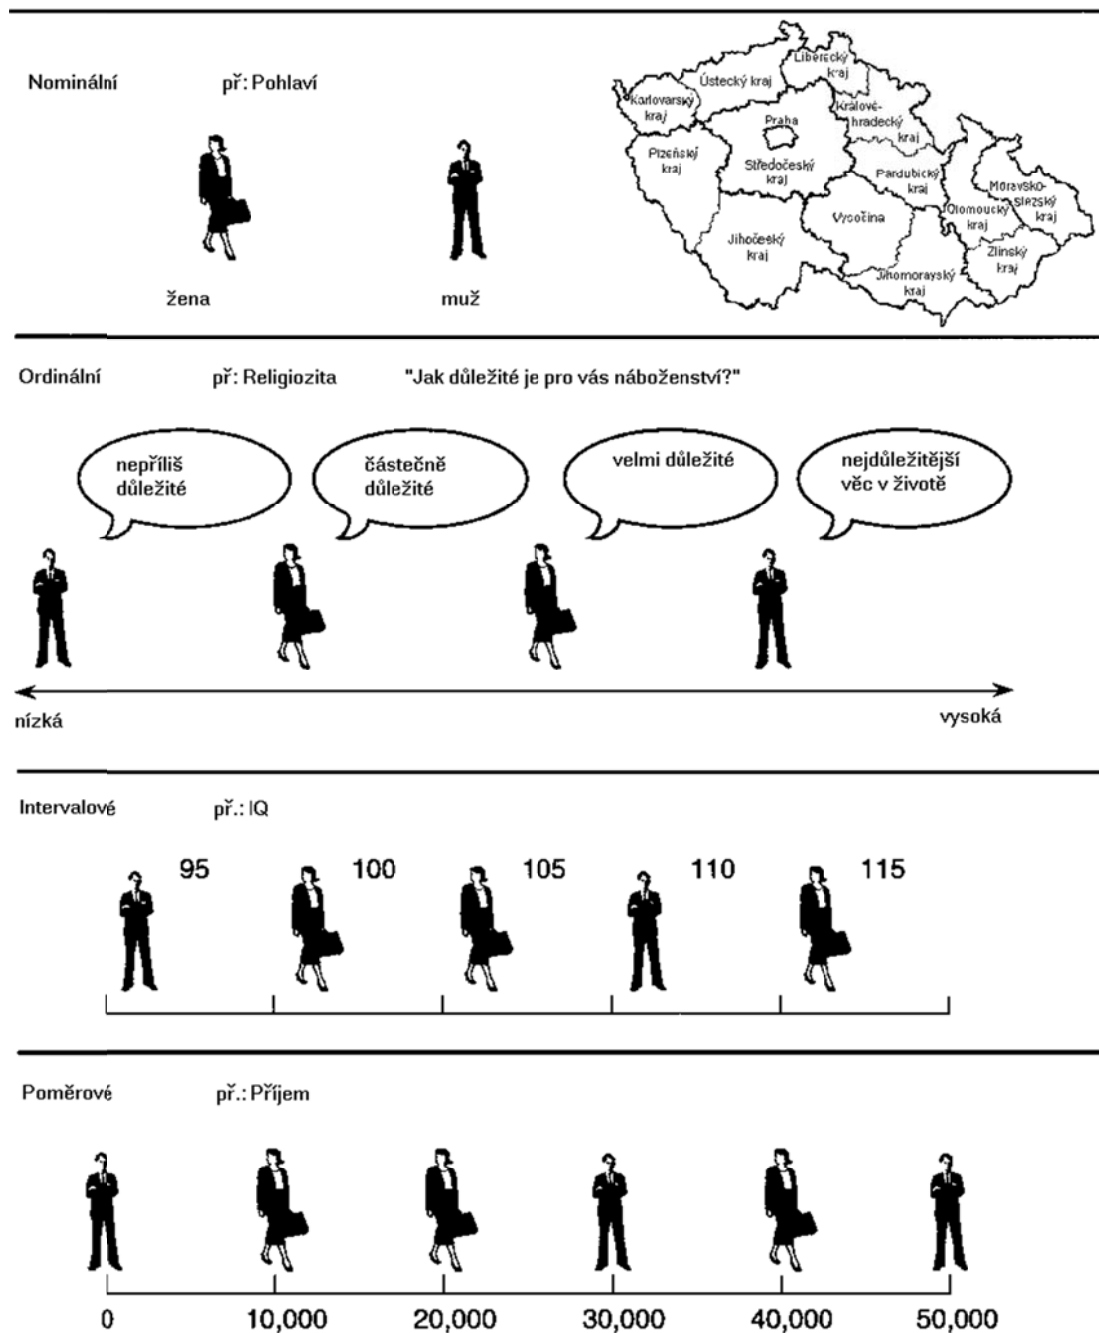 Nominální př: Pohlaví
žena muž
Liberecký
kraj
Ústecký kraj
Karlovarský
kraj
Králové-
hradecký
kraj
Praha
Plzeňský
kraj
Středočeský
kraj
Pardubický
kraj
Moravsko-
slezský
kraj
Olomoucký
kraj
Vysočina
Jihočeský
kraj
Zlínský
kraj
Jihomoravský
kraj
Ordinální př: Religiozita "Jak důležité je pro vás náboženství?"
nepříliš
důležité
částečně
důležité
velmi důležité
nejdůležitější
věc v životě
nízká vysoká
Intervalové př.: IQ
95 100 105 110 115
Poměrové př.: Příjem
0 10,000 20,000 30,000 40,000 50,000